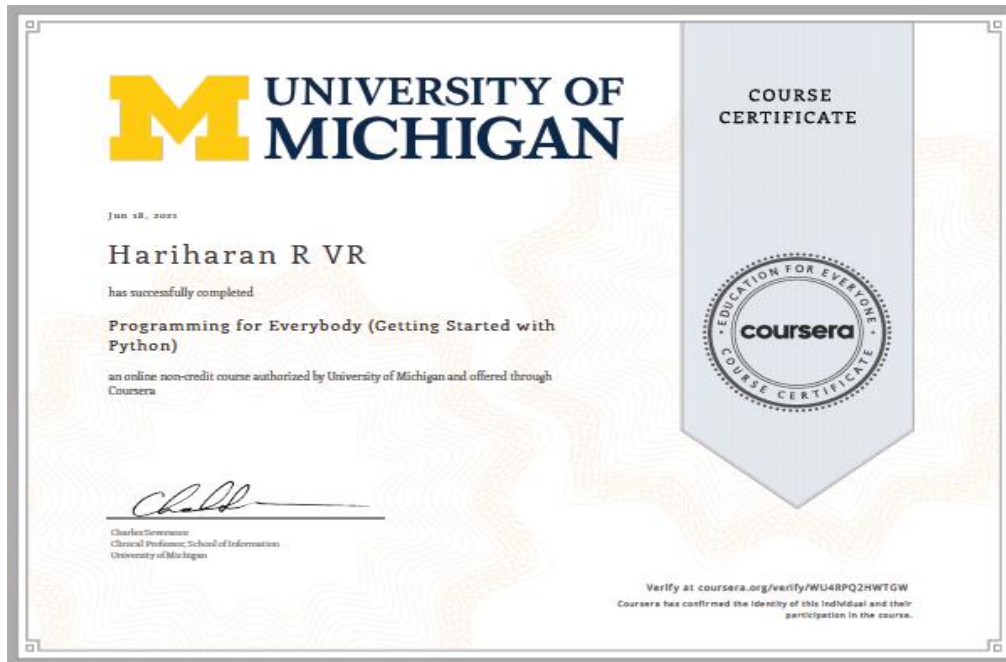 UNIVERSITY OF
MICHIGAN
COURSE
CERTIFICATE
Jun 18, 2021
Hariharan R VR
has successfully completed
Programming for Everybody (Getting Started with
Python)
an online non-credit course authorized by University of Michigan and offered through
Coursera
EDUCATION FOR EVERYONE
coursera
COURSE CERTIFICATE
Charles Severance
Clinical Professor, School of Information
University of Michigan
Verify at coursera.org/verify/WU4RPQ2HWTGW
Coursera has confirmed the identity of this individual and their
participation in the course.